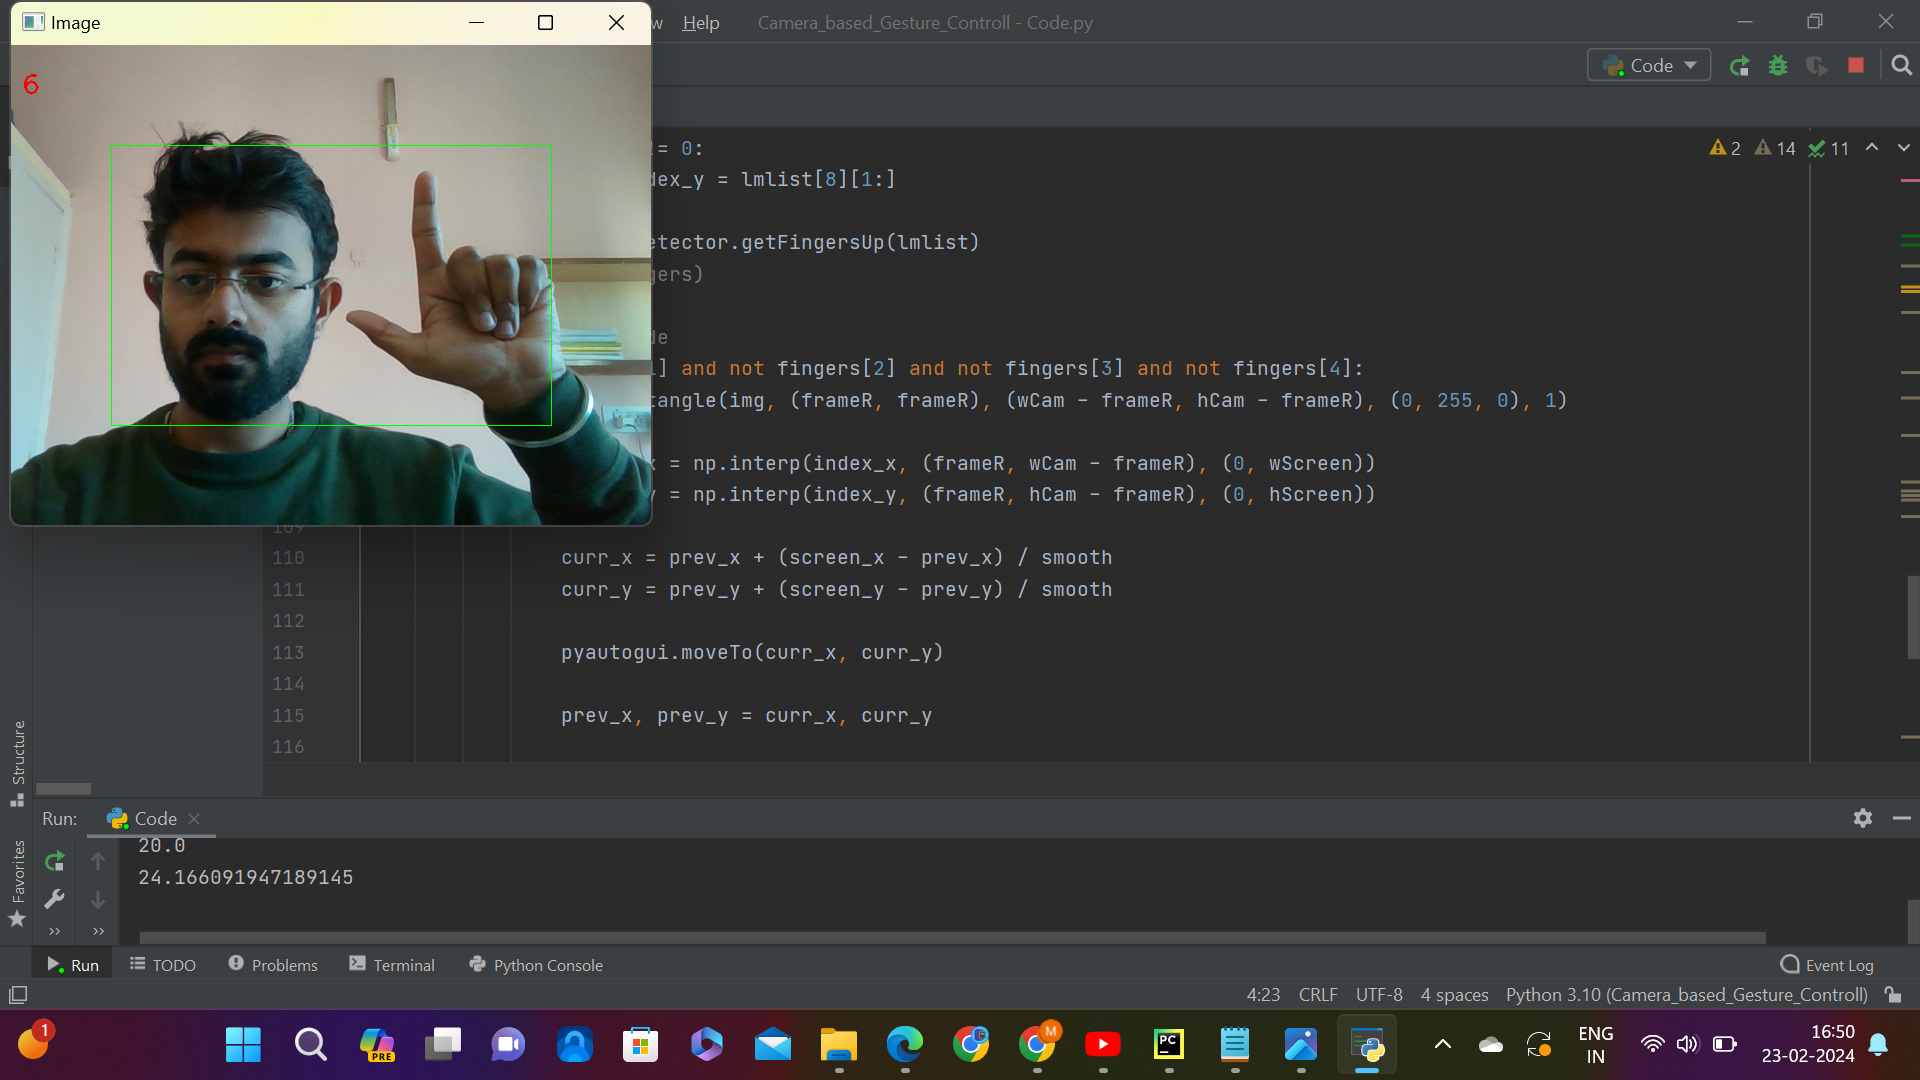 Image
w Help Camera_based_Gesture_Controll - Code.py
6
Code
2 14 11
!= 0:
dex_y = lmlist[8][1:]
etector.getFingersUp(lmlist)
gers)
de
1] and not fingers[2] and not fingers[3] and not fingers[4]:
tangle(img, (frameR, frameR), (wCam - frameR, hCam - frameR), (0, 255, 0), 1)
x = np.interp(index_x, (frameR, wCam - frameR), (0, wScreen))
y = np.interp(index_y, (frameR, hCam - frameR), (0, hScreen))
109
110 curr_x = prev_x + (screen_x - prev_x) / smooth
111 curr_y = prev_y + (screen_y - prev_y) / smooth
112
113 pyautogui.moveTo(curr_x, curr_y)
114
115 prev_x, prev_y = curr_x, curr_y
116
Structure
Favorites
Run: Code
20.0
24.166091947189145
Run TODO Problems Terminal Python Console Event Log
4:23 CRLF UTF-8 4 spaces Python 3.10 (Camera_based_Gesture_Controll)
1 PRE M PC ENG IN 16:50
23-02-2024